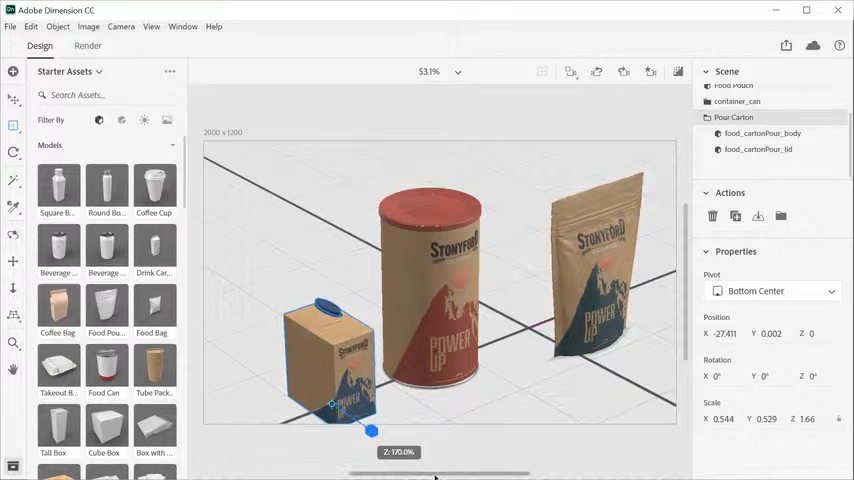 Dn Adobe Dimension CC
File Edit Object Image Camera View Window Help
Design Render
Starter Assets
53.1%
Search Assets...
Filter By
Models
Square B...
Round Bo...
Coffee Cup
Beverage ...
Beverage ...
Drink Car...
Coffee Bag
Food Pou...
Food Bag
Takeout B...
Food Can
Tube Pack...
Tall Box
Cube Box
Box with ...
2000 x 1200
STONYFORD
POWER
UP
STONYFORD
POWER
UP
STONYFORD
POWER
UP
Z: 170.0%
Scene
Food Pouch
container_can
Pour Carton
food_cartonPour_body
food_cartonPour_lid
Actions
Properties
Pivot
Bottom Center
Position
X -27.411 Y 0.002 Z 0
Rotation
X 0° Y 0° Z 0°
Scale
X 0.544 Y 0.529 Z 1.66